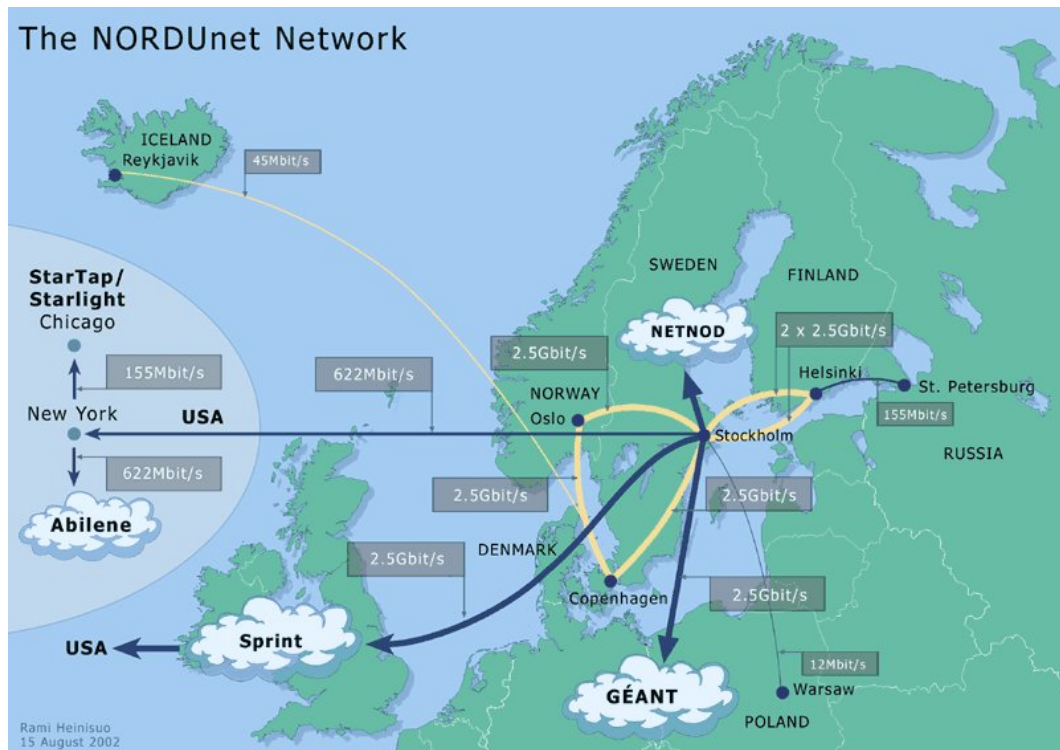 The NORDUnet Network
ICELAND
Reykjavik
45Mbit/s
StarTap/
Starlight
Chicago
155Mbit/s
New York
USA
622Mbit/s
Abilene
622Mbit/s
2.5Gbit/s
SWEDEN
FINLAND
NETNOD
2 x 2.5Gbit/s
NORWAY
Oslo
Helsinki
St. Petersburg
155Mbit/s
Stockholm
RUSSIA
2.5Gbit/s
2.5Gbit/s
DENMARK
2.5Gbit/s
Copenhagen
2.5Gbit/s
Sprint
USA
GÉANT
12Mbit/s
Warsaw
POLAND
Rami Heinisuo
15 August 2002